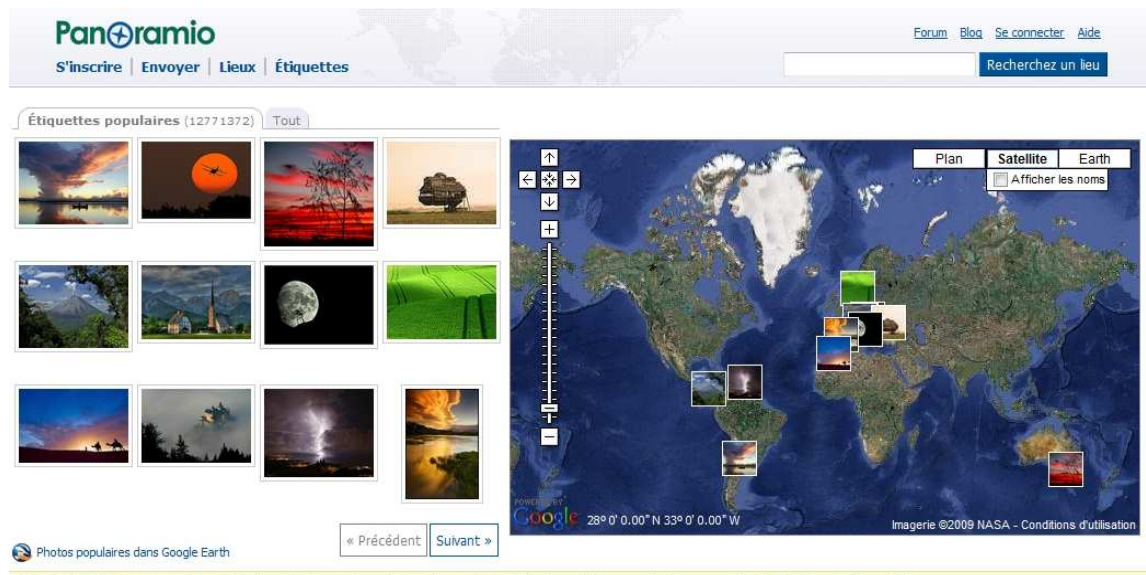 Panoramio
Forum Blog Se connecter Aide
S'inscrire | Envoyer | Lieux | Étiquettes
Recherchez un lieu
Étiquettes populaires (12771372) Tout
Plan Satellite Earth
Afficher les noms
POWERED BY
Google
28º 0' 0.00" N 33º 0' 0.00" W
Imagerie ©2009 NASA - Conditions d'utilisation
« Précédent Suivant »
Photos populaires dans Google Earth